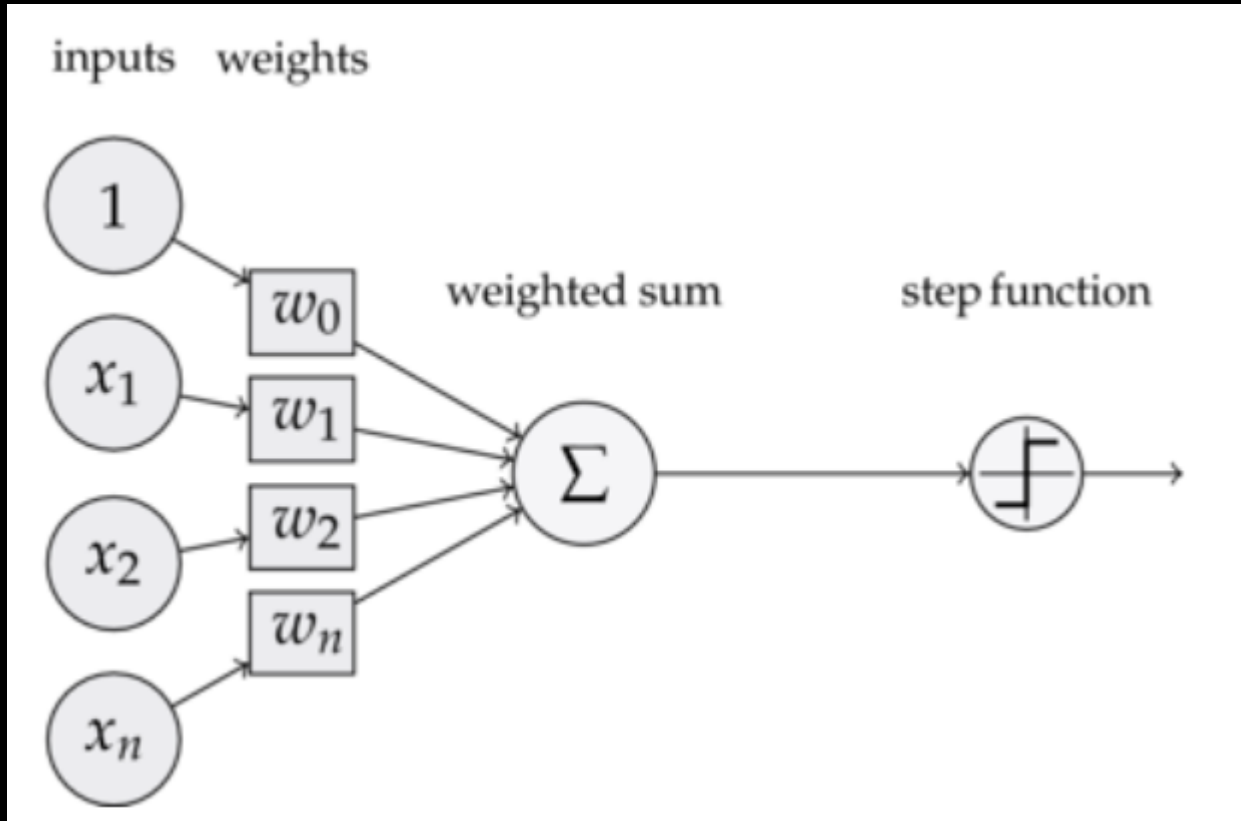 inputs weights
1
w₀
weighted sum
step function
x₁
w₁
Σ
x₂
w₂
wₙ
xₙ